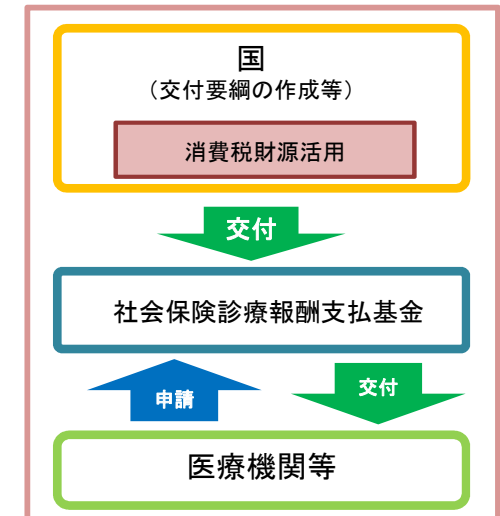 国
（交付要綱の作成等）
消費税財源活用
交付
社会保険診療報酬支払基金
申請
交付
医療機関等